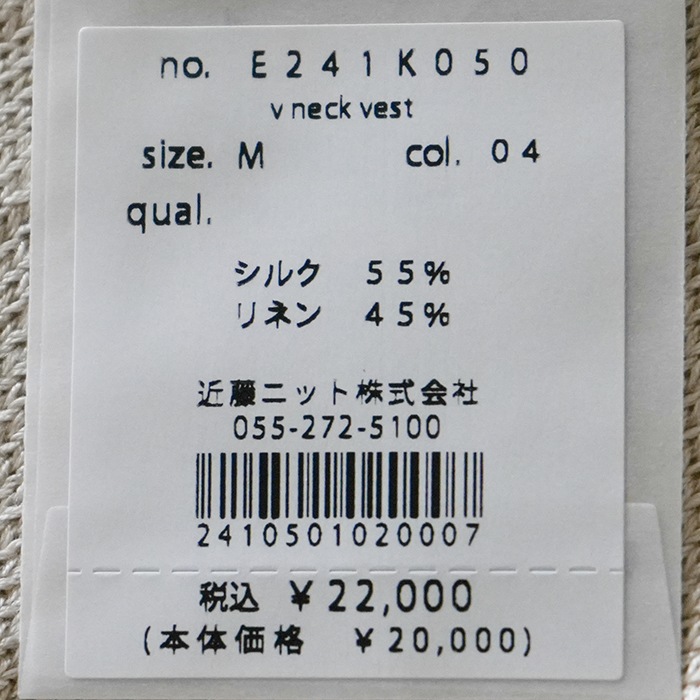 no. E241K050
v neck vest
size. M col. 04
qual.
シルク 55%
リネン 45%
近藤ニット株式会社
055-272-5100
2410501020007
税込 ¥22,000
(本体価格 ¥20,000)